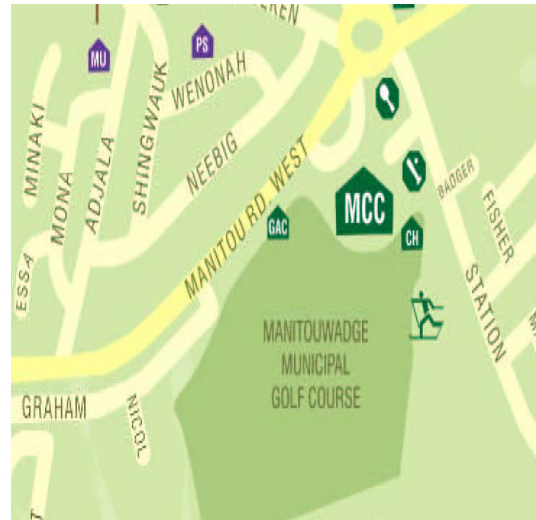 EREN
MU
PS
WENONAH
SHINGWAUK
MINAKI
MONA
ADJALA
NEEBIG
MANITOU RD. WEST
ESSA
MCC
GAC
CH
BADGER
FISHER
STATION
MANITOUWADGE
MUNICIPAL
GOLF COURSE
GRAHAM
NICOL